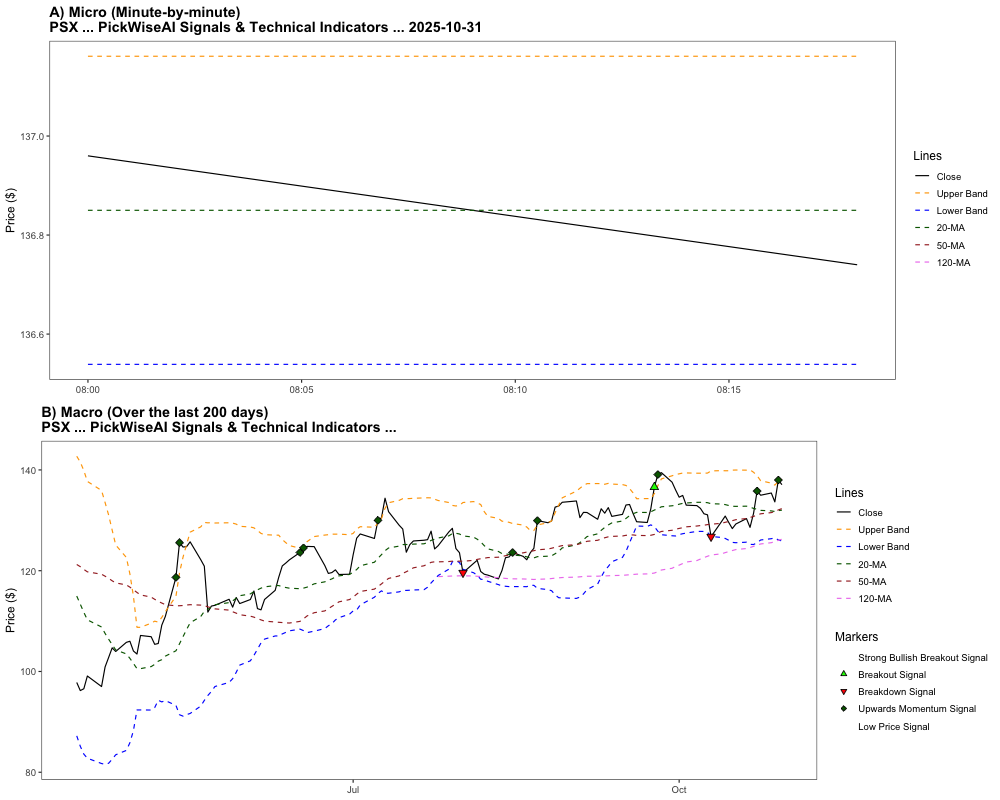 A) Micro (Minute-by-minute)
PSX ... PickWiseAI Signals & Technical Indicators ... 2025-10-31
Price ($)
137.0
136.8
136.6
08:00
08:05
08:10
08:15
Lines
Close
Upper Band
Lower Band
20-MA
50-MA
120-MA
B) Macro (Over the last 200 days)
PSX ... PickWiseAI Signals & Technical Indicators ...
Price ($)
140
120
100
80
Jul
Oct
Lines
Close
Upper Band
Lower Band
20-MA
50-MA
120-MA
Markers
Strong Bullish Breakout Signal
Breakout Signal
Breakdown Signal
Upwards Momentum Signal
Low Price Signal